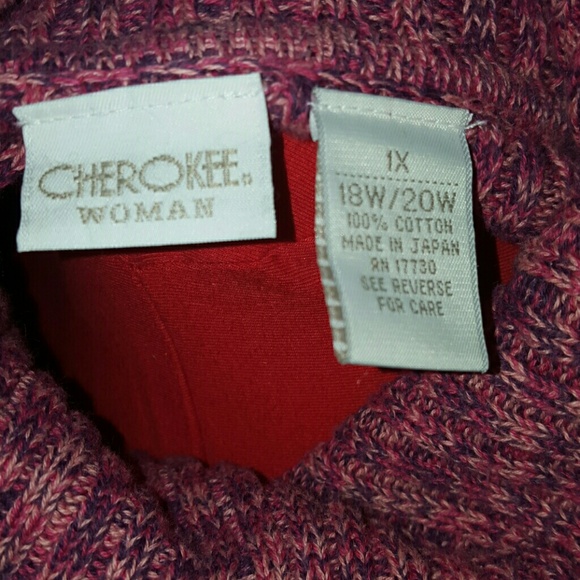 CHEROKEE®
WOMAN
1X
18W/20W
100% COTTON
MADE IN JAPAN
RN 17730
SEE REVERSE
FOR CARE